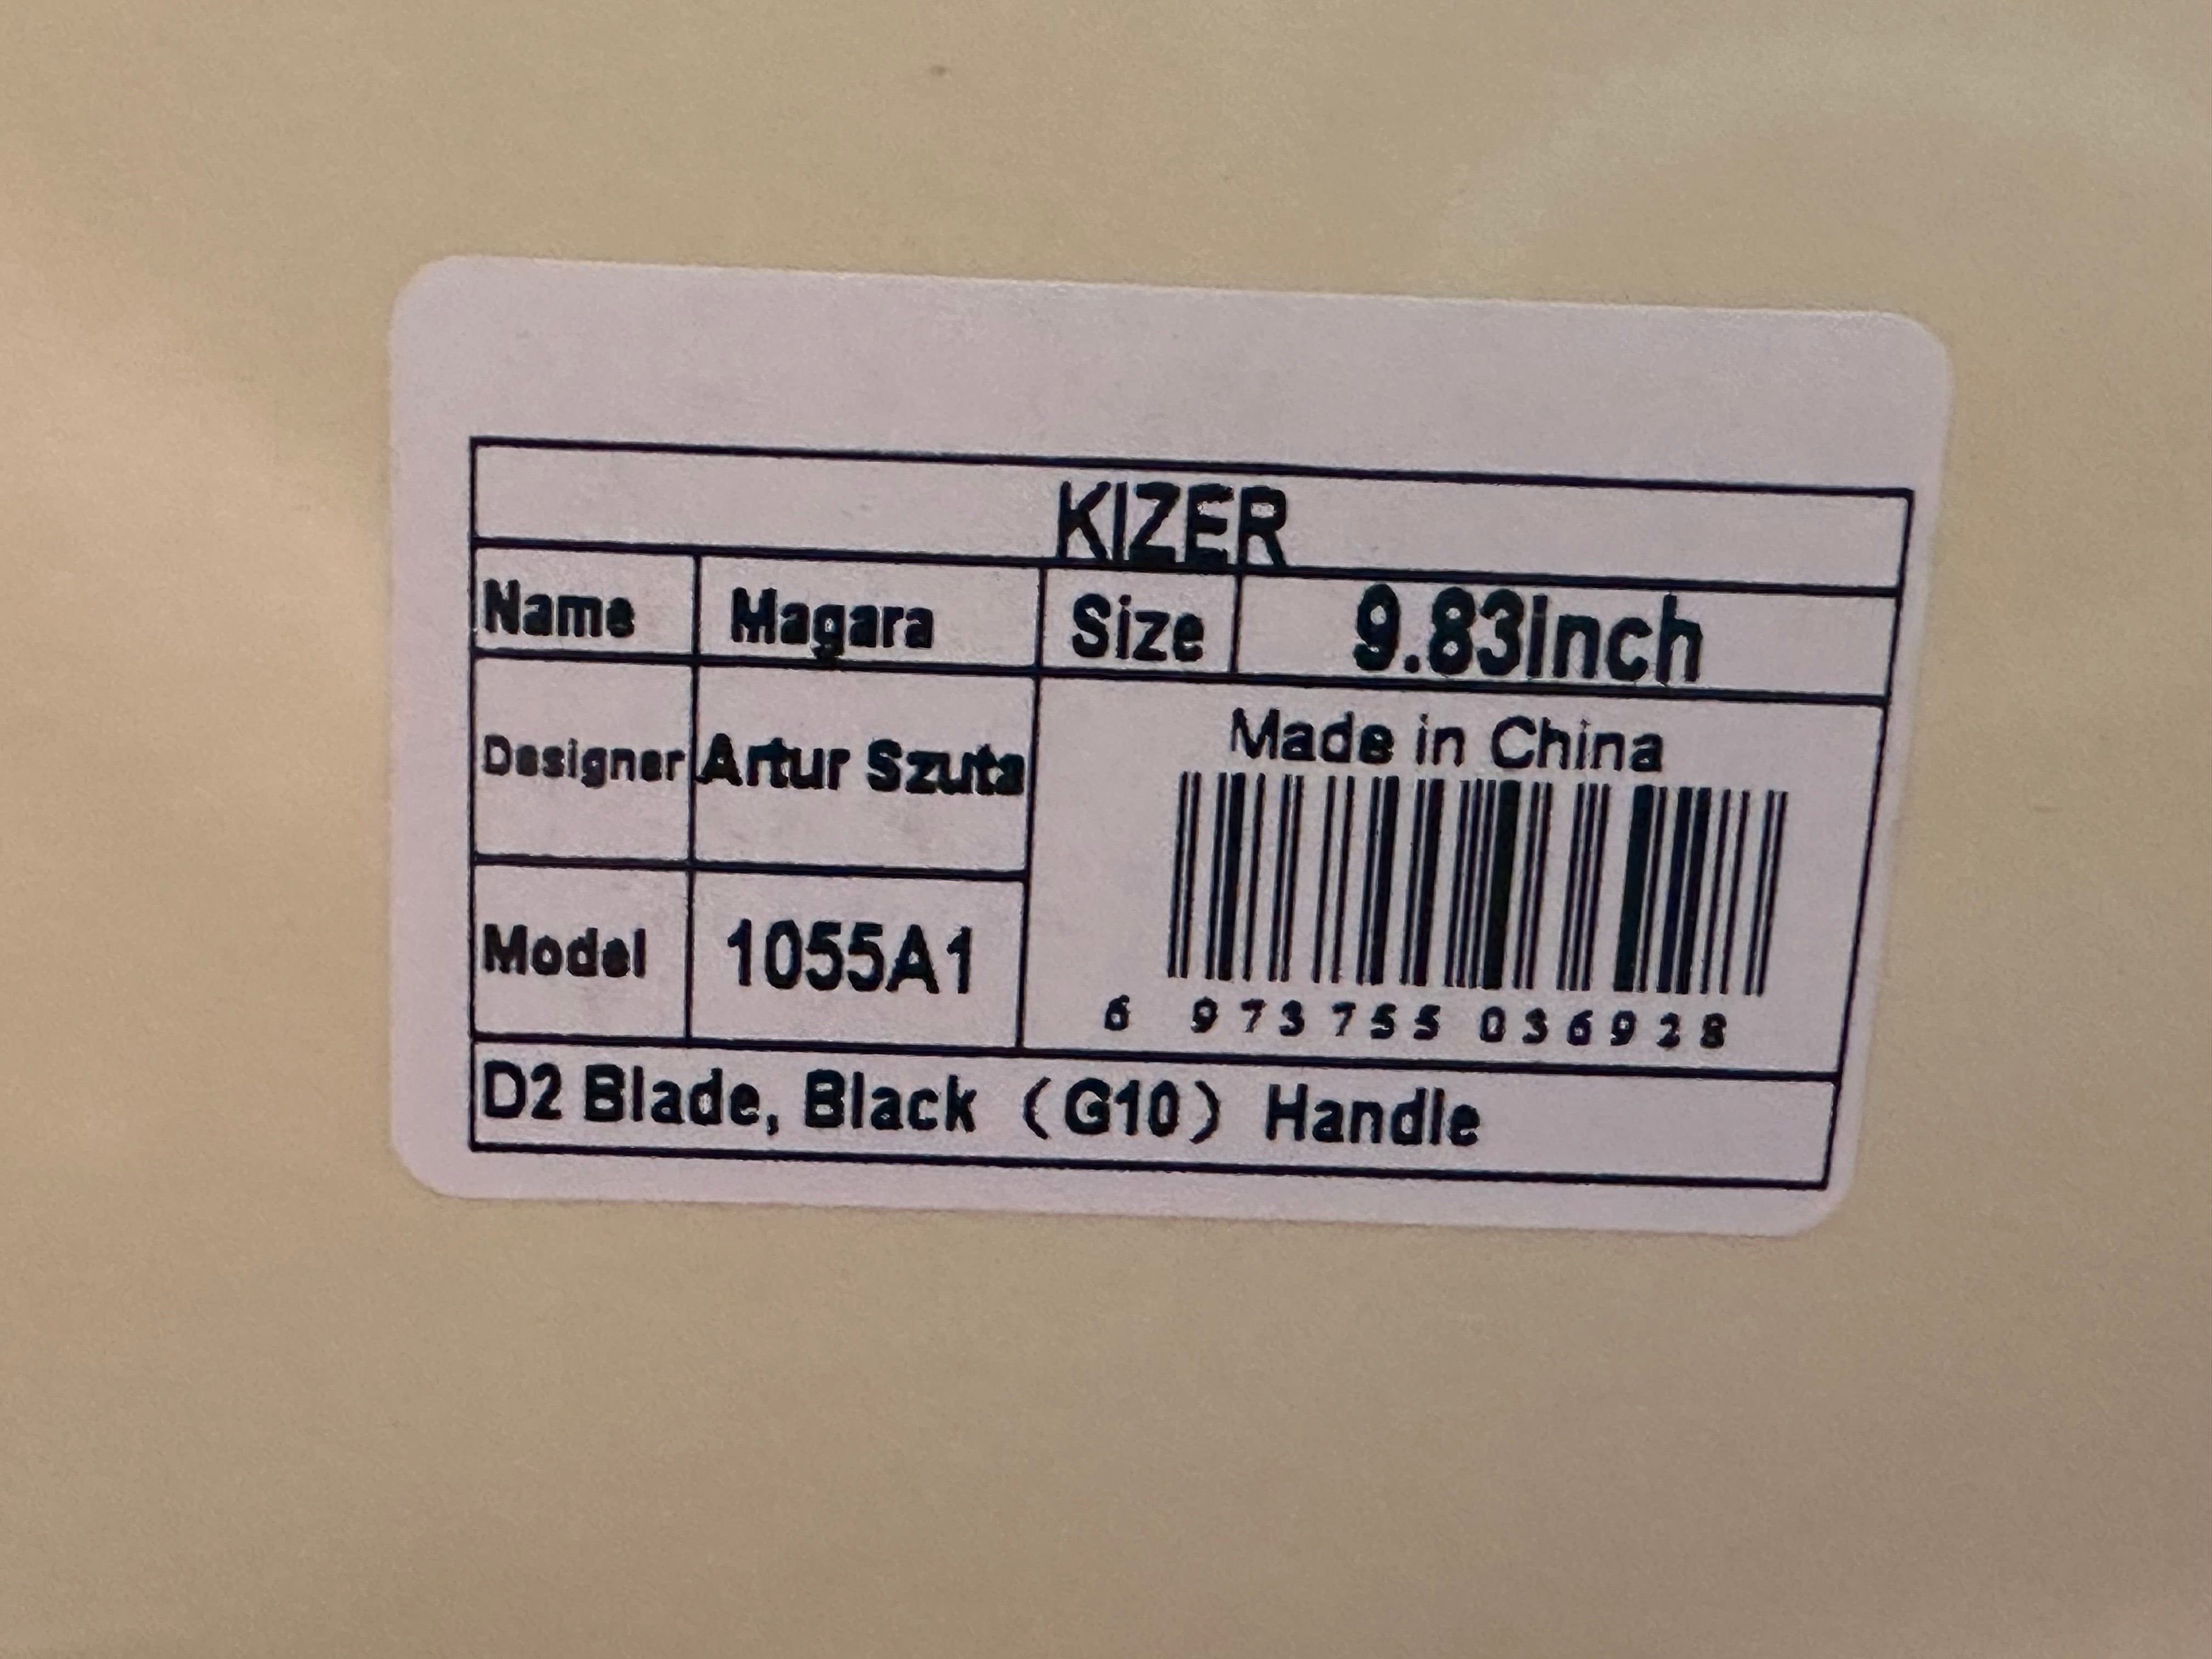 KIZER
Name Magara Size 9.83inch
Designer Artur Szuta
Made in China
Model 1055A1
6 973755 036928
D2 Blade, Black（G10）Handle